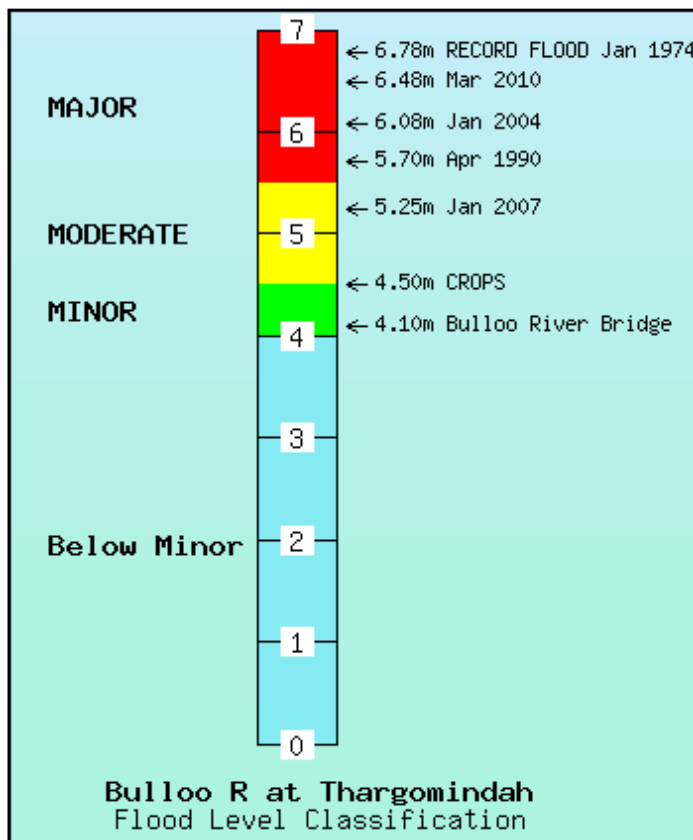 7
← 6.78m RECORD FLOOD Jan 1974
← 6.48m Mar 2010
MAJOR
← 6.08m Jan 2004
6
← 5.70m Apr 1990
← 5.25m Jan 2007
MODERATE
5
← 4.50m CROPS
MINOR
← 4.10m Bulloo River Bridge
4
3
Below Minor
2
1
0
Bulloo R at Thargomindah
Flood Level Classification